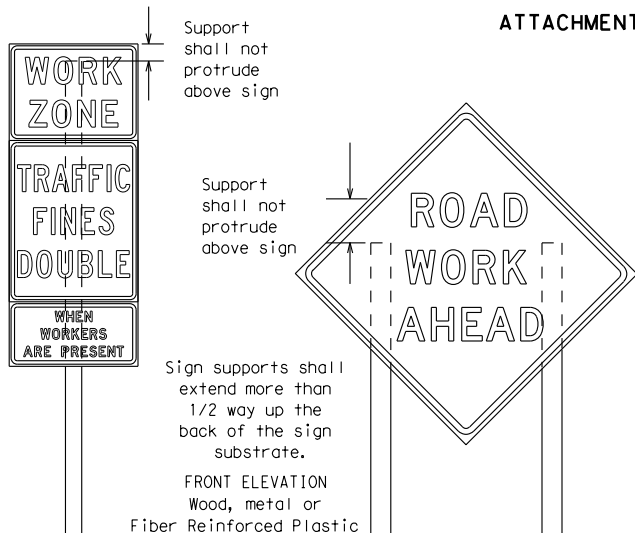 ATTACHMENT
Support
shall not
protrude
above sign
WORK
ZONE
TRAFFIC
FINES
DOUBLE
WHEN
WORKERS
ARE PRESENT
Support
shall not
protrude
above sign
ROAD
WORK
AHEAD
Sign supports shall
extend more than
1/2 way up the
back of the sign
substrate.
FRONT ELEVATION
Wood, metal or
Fiber Reinforced Plastic